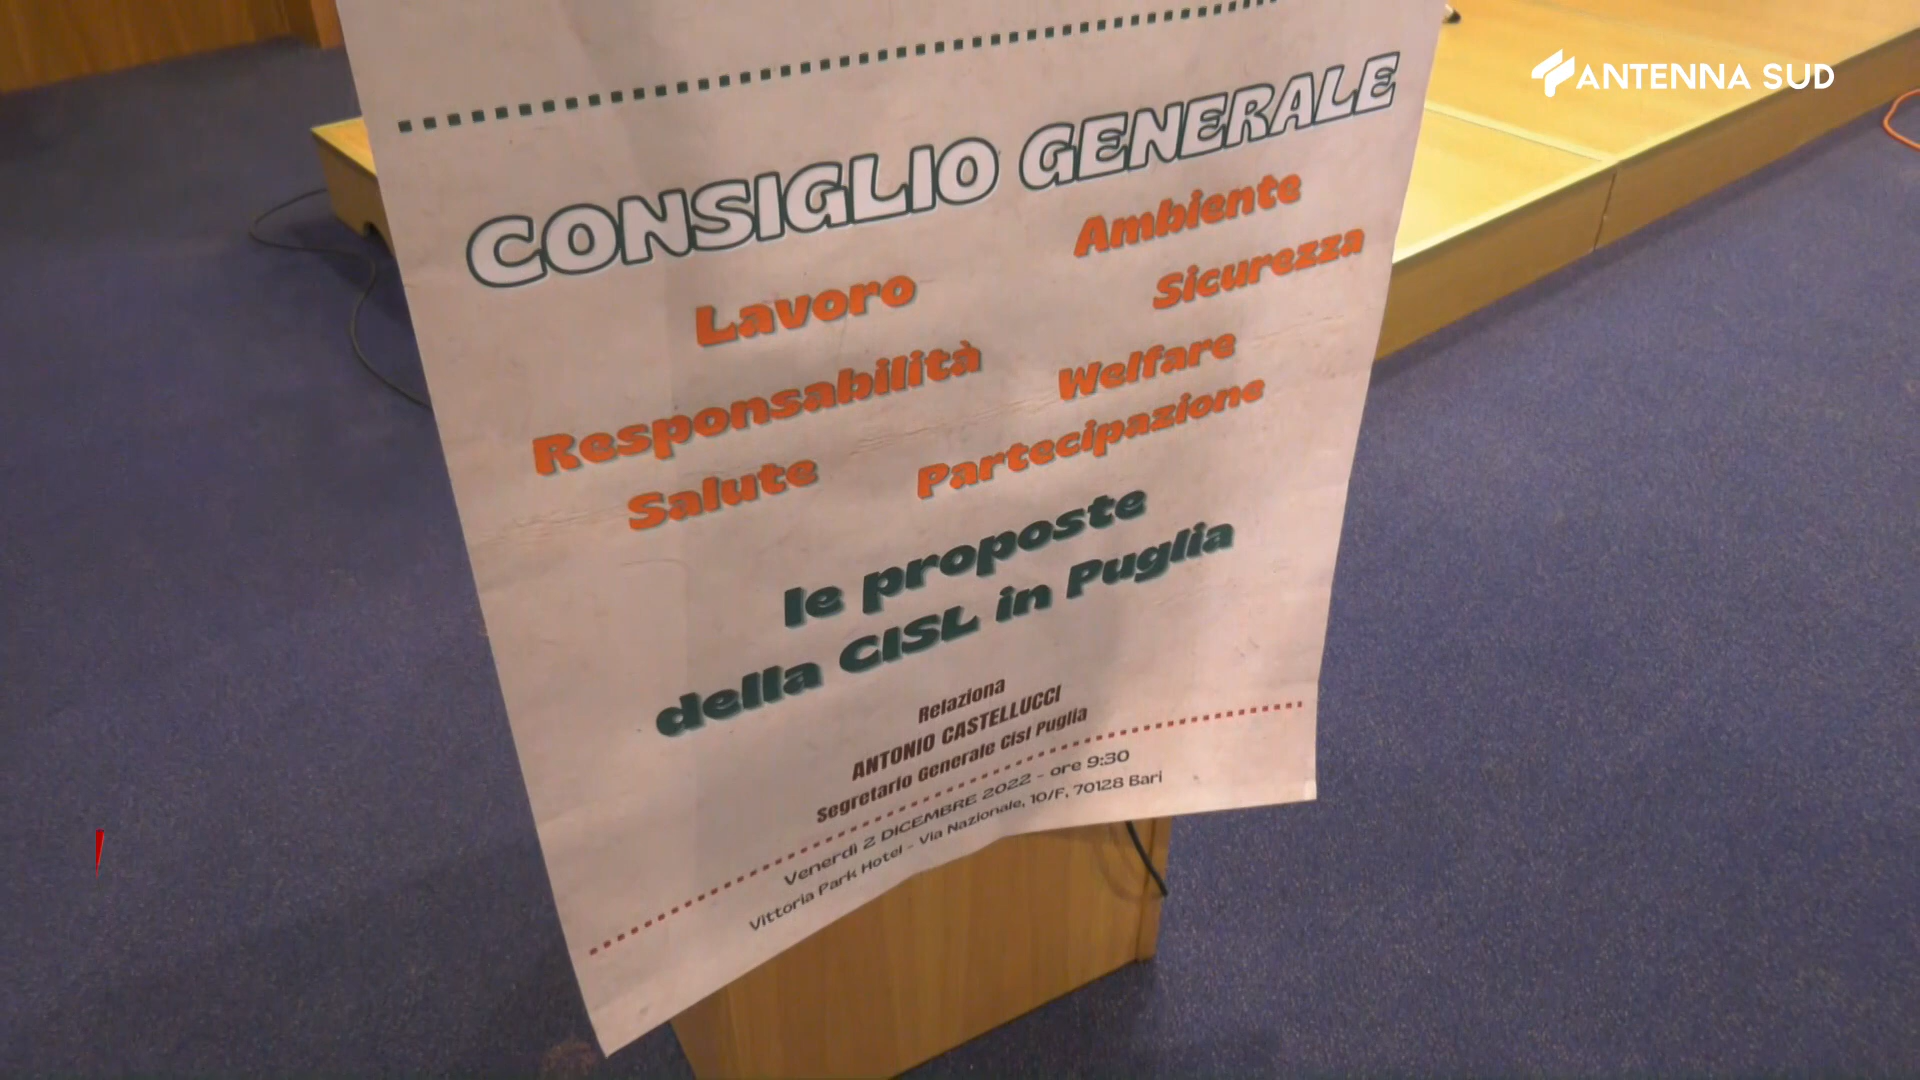 ANTENNA SUD
CONSIGLIO GENERALE
Lavoro
Ambiente
Sicurezza
Responsabilità
Welfare
Salute
Partecipazione
le proposte
della CISL in Puglia
Relaziona
ANTONIO CASTELLUCCI
Segretario Generale Cisl Puglia
Venerdì 2 DICEMBRE 2022 - ore 9:30
Vittoria Park Hotel - Via Nazionale, 10/F, 70128 Bari